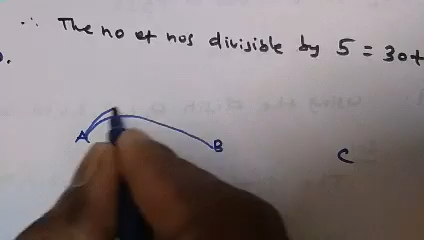 ∴ The no of nos divisible by 5 = 30+
A B C